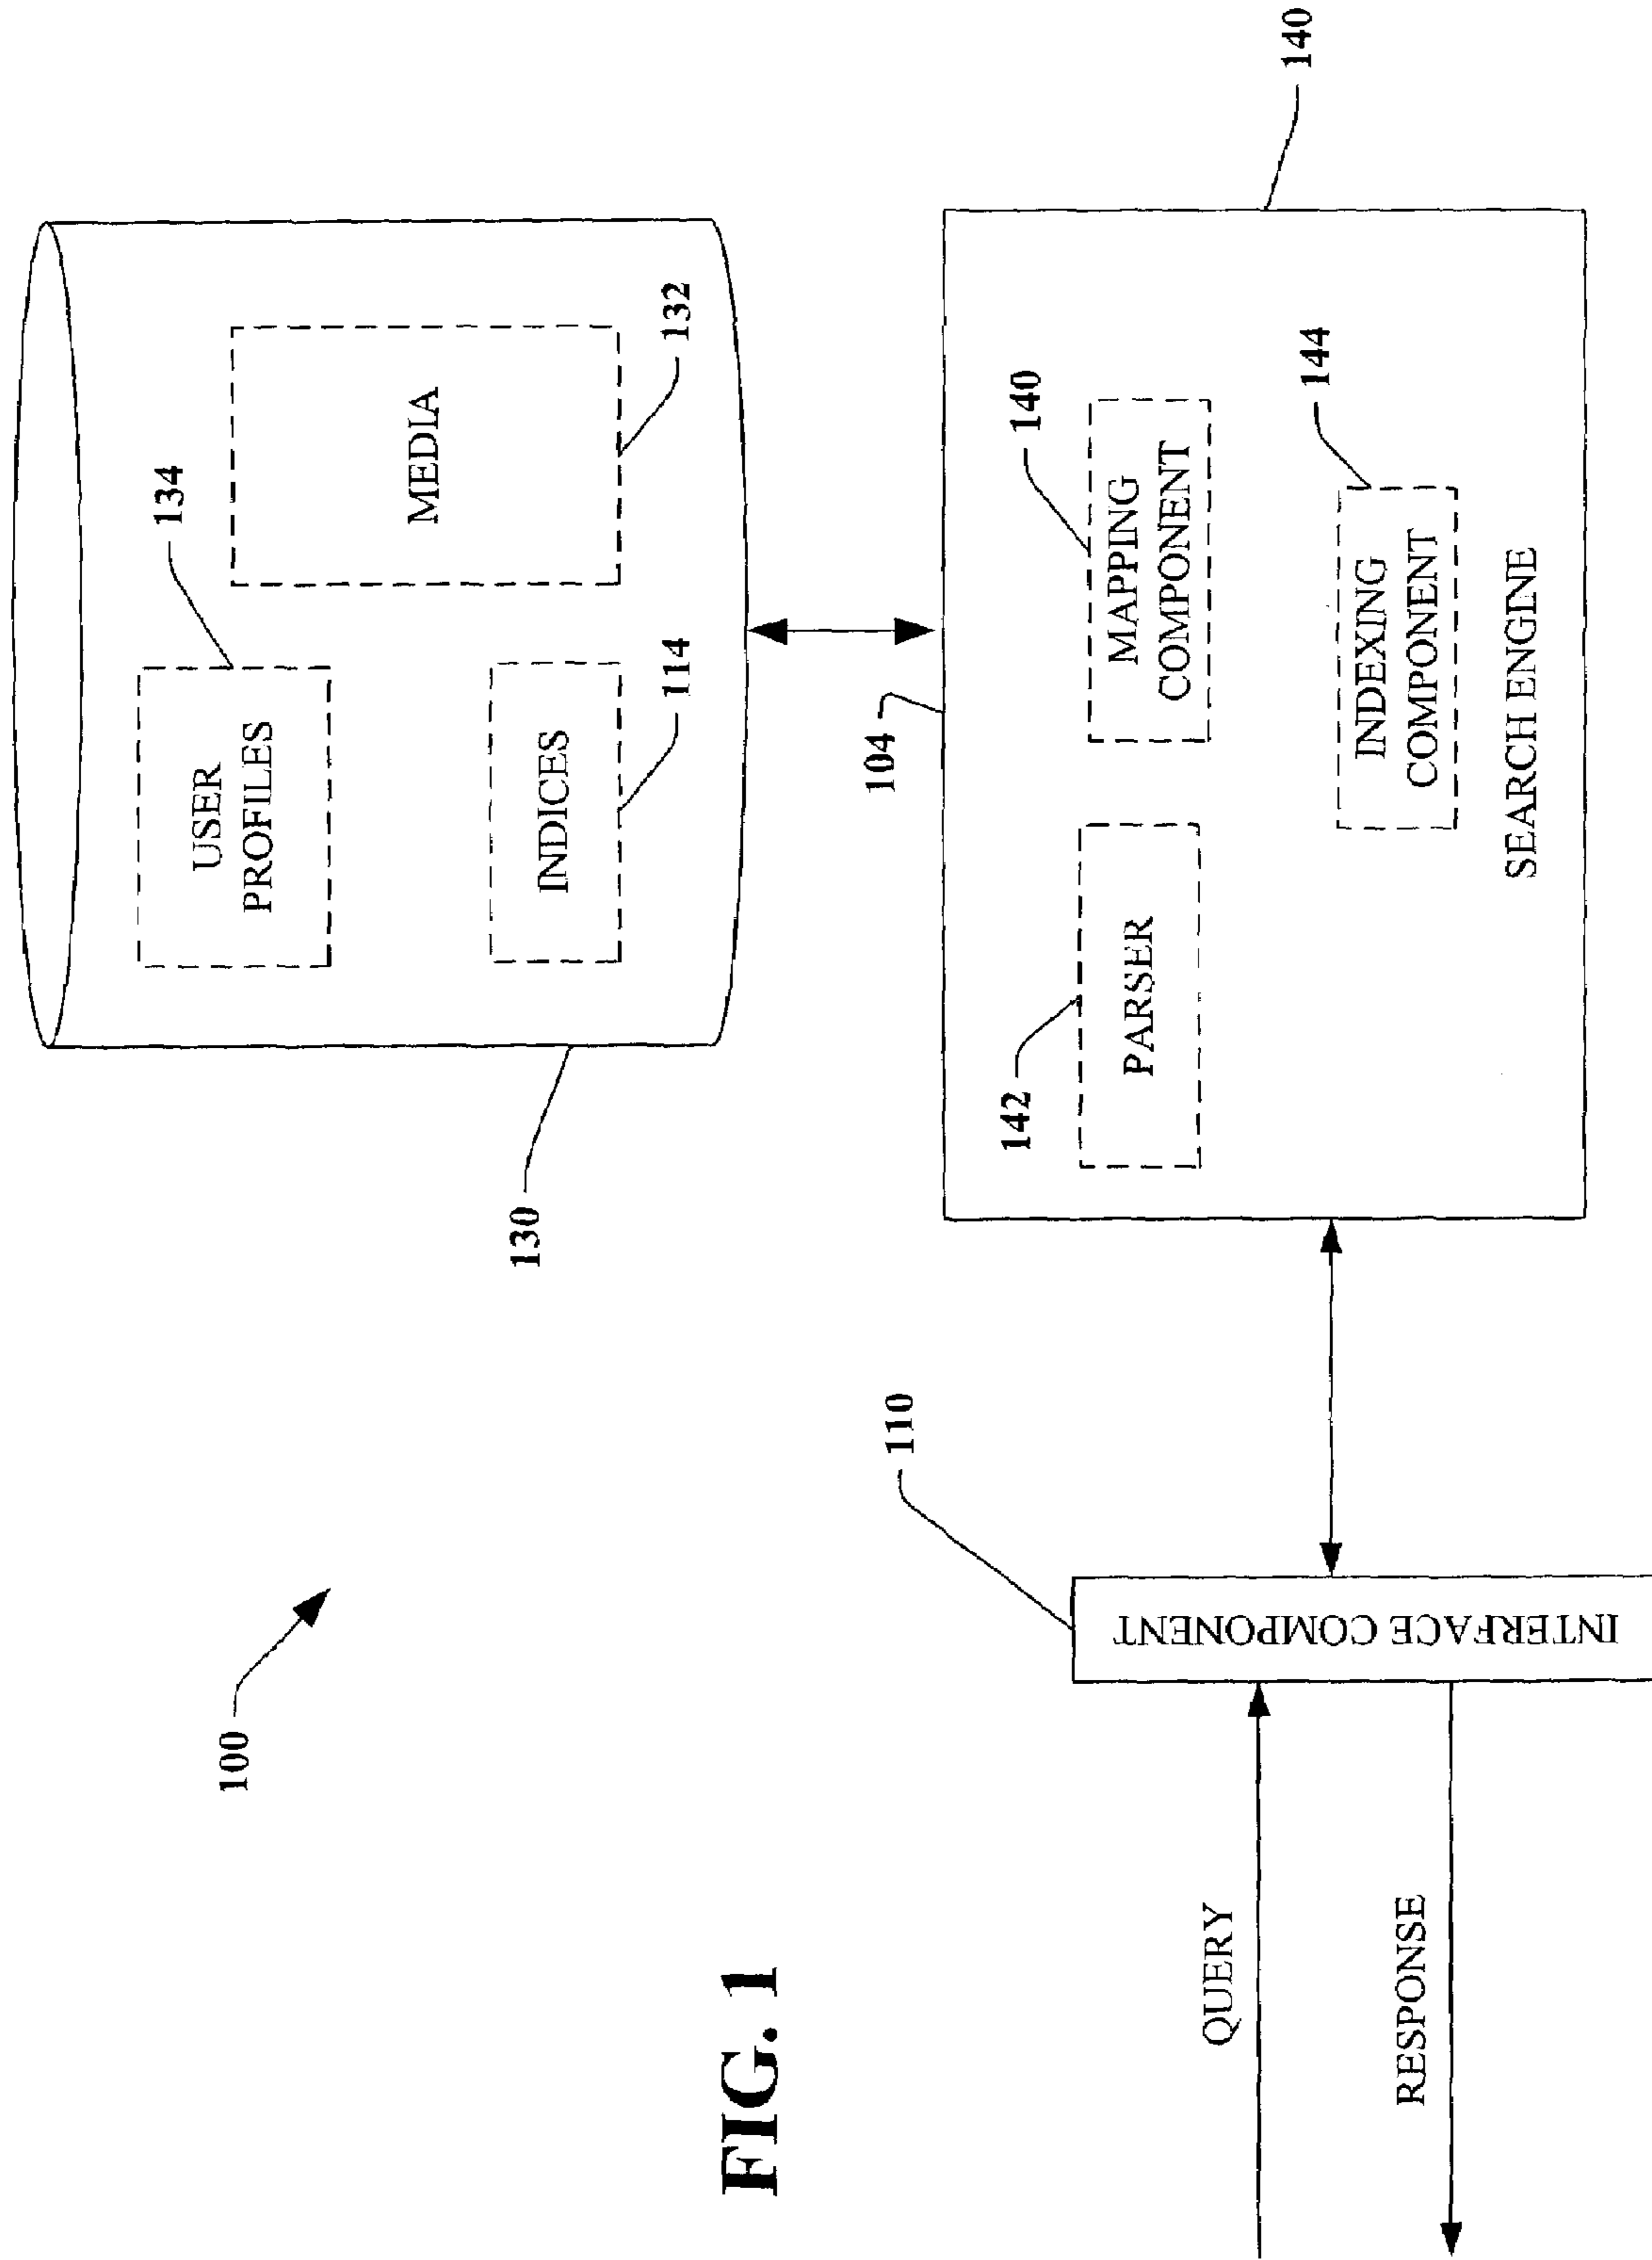 100
130
134
USER
PROFILES
MEDIA
INDICES
114
132
104
140
110
142
PARSER
140
MAPPING
COMPONENT
144
INDEXING
COMPONENT
SEARCH ENGINE
INTERFACE COMPONENT
QUERY
RESPONSE
FIG. 1